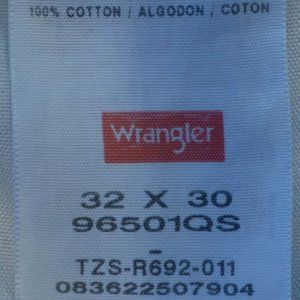 100% COTTON / ALGODON / COTON
Wrangler
32 X 30
96501QS
-
TZS-R692-011
083622507904